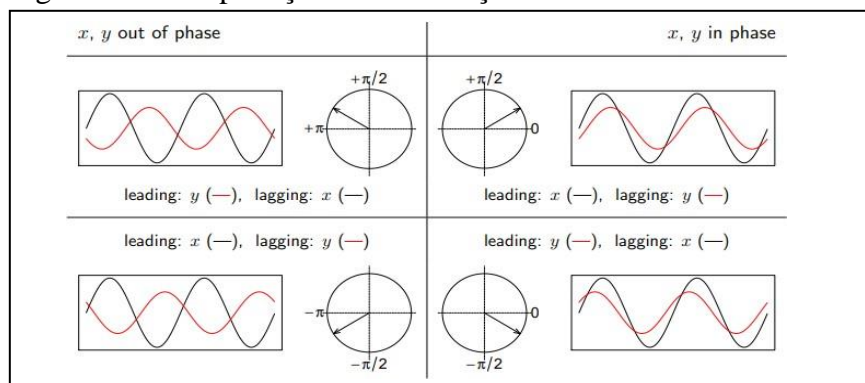 x, y out of phase
x, y in phase
+π/2
+π/2
+π
0
leading: y (—), lagging: x (—)
leading: x (—), lagging: y (—)
leading: x (—), lagging: y (—)
leading: y (—), lagging: x (—)
−π
0
−π/2
−π/2